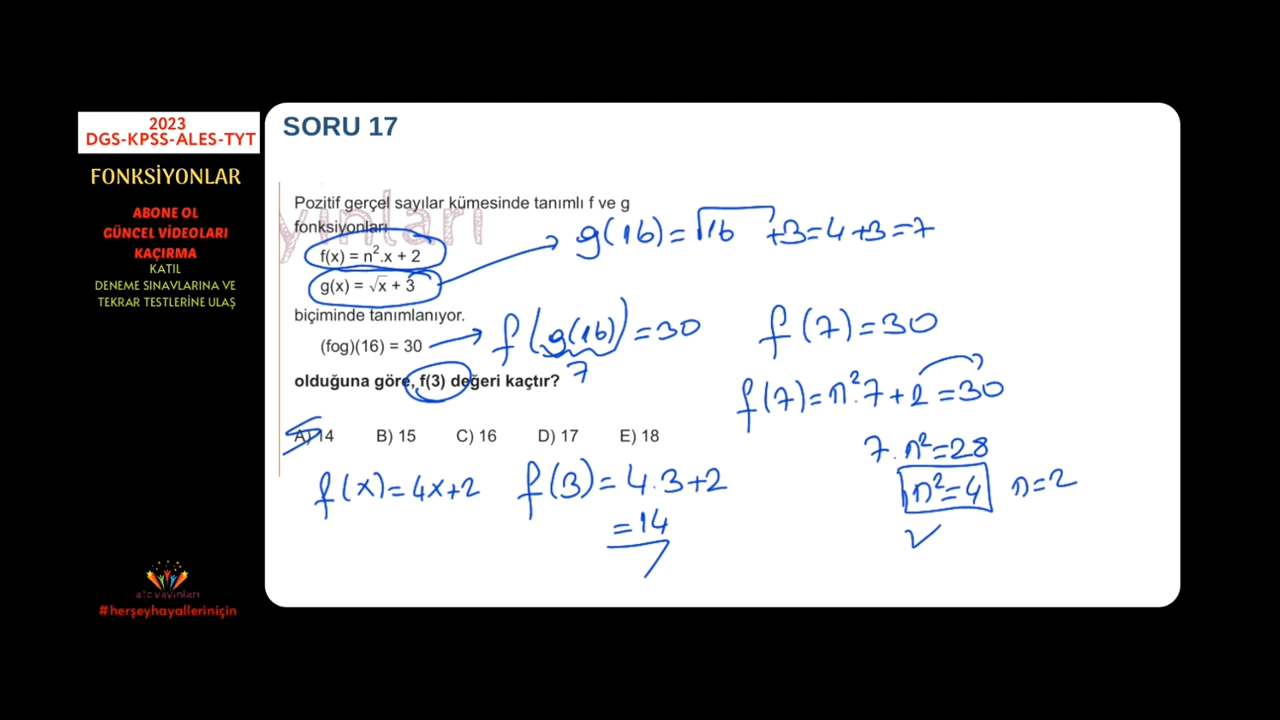 2023
DGS-KPSS-ALES-TYT
FONKSİYONLAR
ABONE OL
GÜNCEL VİDEOLARI
KAÇIRMA
KATIL
DENEME SINAVLARINA VE
TEKRAR TESTLERİNE ULAŞ
a:c yayınları
#herşeyhayalleriniçin
SORU 17
yınları
Pozitif gerçel sayılar kümesinde tanımlı f ve g
fonksiyonları
f(x) = n².x + 2
g(x) = √x + 3
g(16) = √16 +3=4+3=7
biçiminde tanımlanıyor.
(fog)(16) = 30
f(g(16))=30
7
f(7)=30
olduğuna göre, f(3) değeri kaçtır?
f(7)=n².7+2=30
A) 14 B) 15 C) 16 D) 17 E) 18
7.n²=28
n²=4 n=2
f(x)=4x+2 f(3)=4.3+2
=14